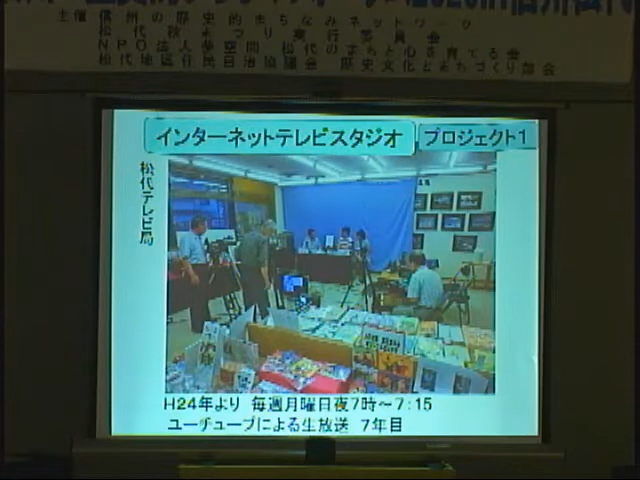 主催 信州の歴史的まちなみネットワーク
松代秋まつり実行委員会
NPO法人夢空間 松代のまちと心を育てる会
松代地区住民自治協議会 歴史文化とまちづくり部会
インターネットテレビスタジオ
プロジェクト1
松代テレビ局
H24年より 毎週月曜日夜7時~7:15
ユーチューブによる生放送 7年目